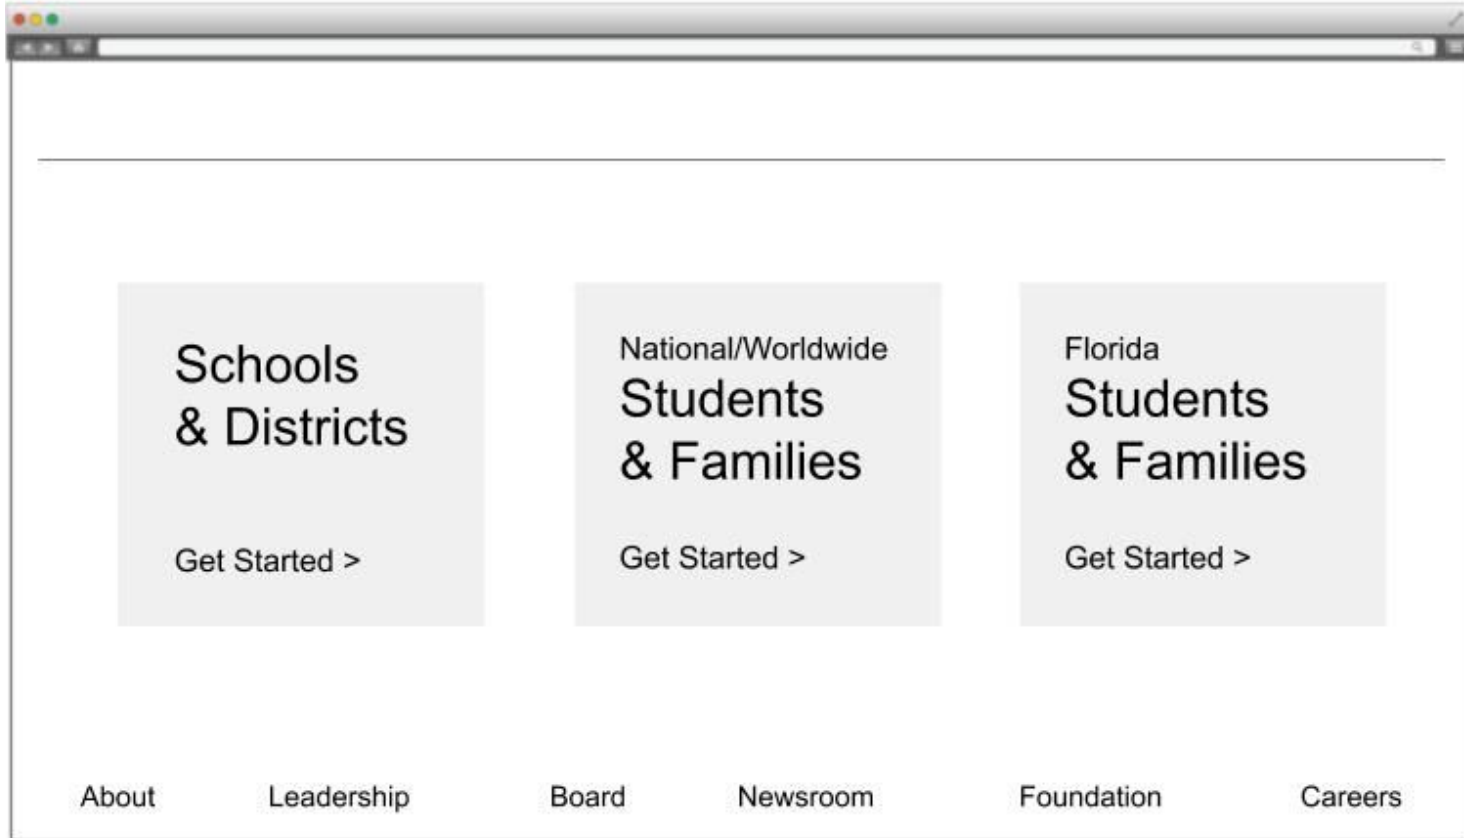 Schools
& Districts
Get Started >
National/Worldwide
Students
& Families
Get Started >
Florida
Students
& Families
Get Started >
About
Leadership
Board
Newsroom
Foundation
Careers